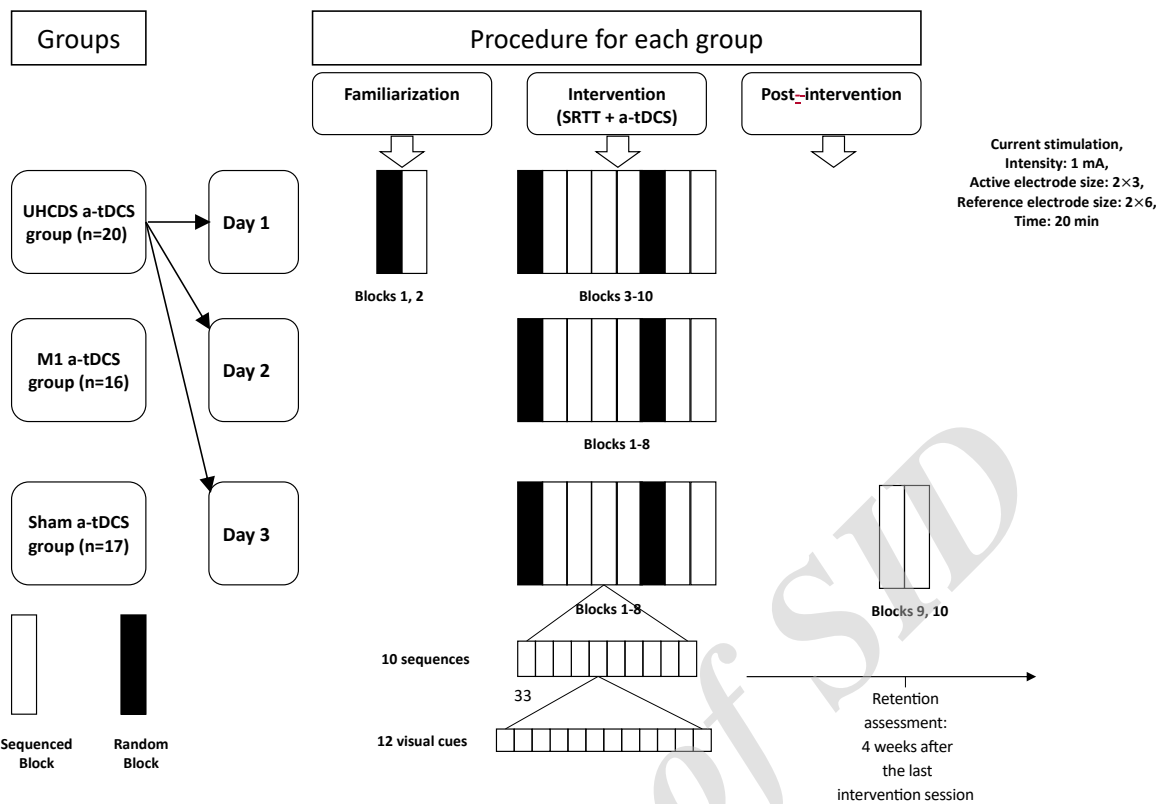 Groups
Procedure for each group
Familiarization
Intervention
(SRTT + a-tDCS)
Post--intervention
Current stimulation,
Intensity: 1 mA,
Active electrode size: 2×3,
Reference electrode size: 2×6,
Time: 20 min
UHCDS a-tDCS
group (n=20)
Day 1
Blocks 1, 2
Blocks 3-10
M1 a-tDCS
group (n=16)
Day 2
Blocks 1-8
Sham a-tDCS
group (n=17)
Day 3
Blocks 1-8
Blocks 9, 10
10 sequences
33
12 visual cues
Retention
assessment:
4 weeks after
the last
intervention session
Sequenced
Block
Random
Block
of SID